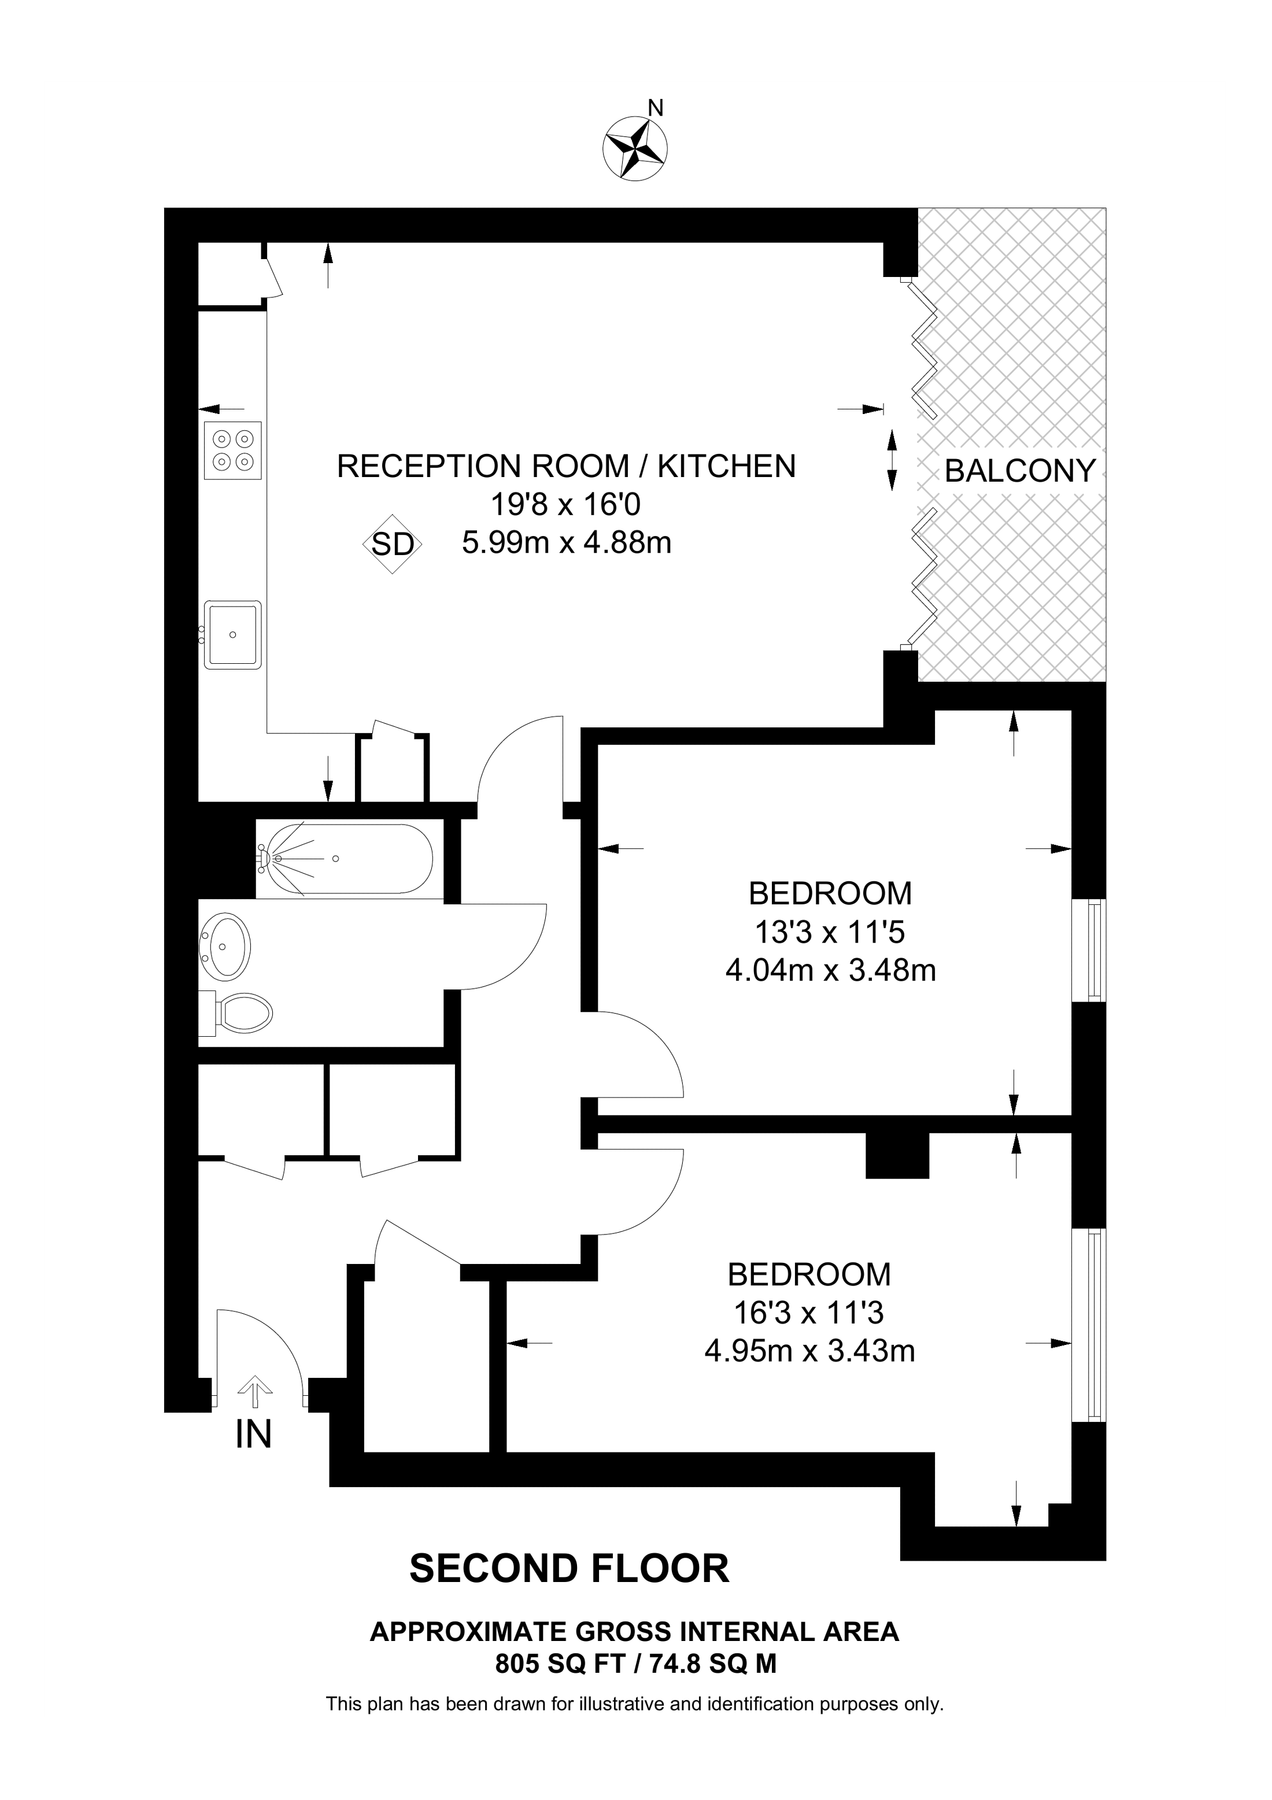 N
RECEPTION ROOM / KITCHEN
19'8 x 16'0
5.99m x 4.88m
SD
BALCONY
BEDROOM
13'3 x 11'5
4.04m x 3.48m
BEDROOM
16'3 x 11'3
4.95m x 3.43m
IN
SECOND FLOOR
APPROXIMATE GROSS INTERNAL AREA
805 SQ FT / 74.8 SQ M
This plan has been drawn for illustrative and identification purposes only.